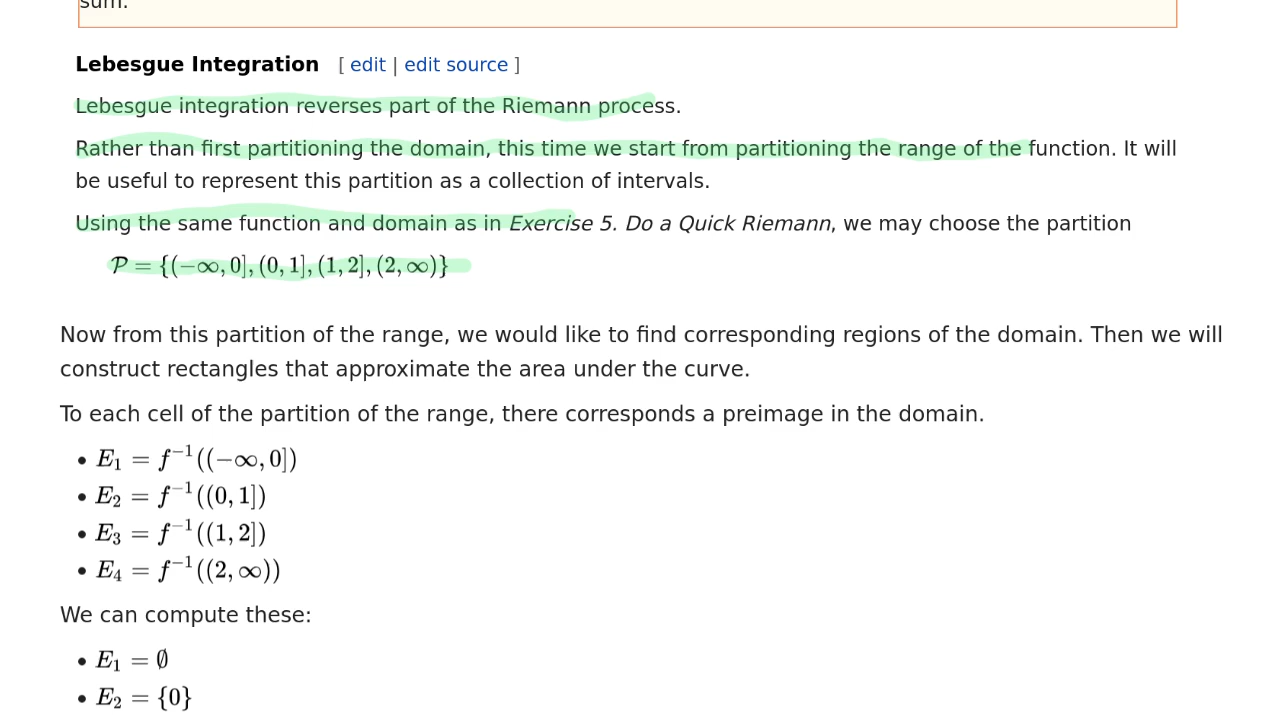 sum.
Lebesgue Integration [ edit | edit source ]
Lebesgue integration reverses part of the Riemann process.
Rather than first partitioning the domain, this time we start from partitioning the range of the function. It will
be useful to represent this partition as a collection of intervals.
Using the same function and domain as in Exercise 5. Do a Quick Riemann, we may choose the partition
𝒫 = {(−∞, 0], (0, 1], (1, 2], (2, ∞)}
Now from this partition of the range, we would like to find corresponding regions of the domain. Then we will
construct rectangles that approximate the area under the curve.
To each cell of the partition of the range, there corresponds a preimage in the domain.
• E₁ = f⁻¹((−∞, 0])
• E₂ = f⁻¹((0, 1])
• E₃ = f⁻¹((1, 2])
• E₄ = f⁻¹((2, ∞))
We can compute these:
• E₁ = ∅
• E₂ = {0}